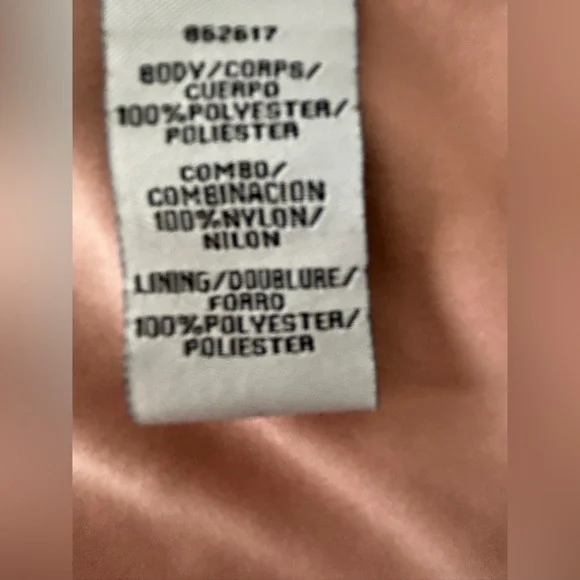 862617
BODY/CORPS/
CUERPO
100%POLYESTER/
POLIESTER
COMBO/
COMBINACION
100%NYLON/
NILON
LINING/DOUBLURE/
FORRO
100%POLYESTER/
POLIESTER